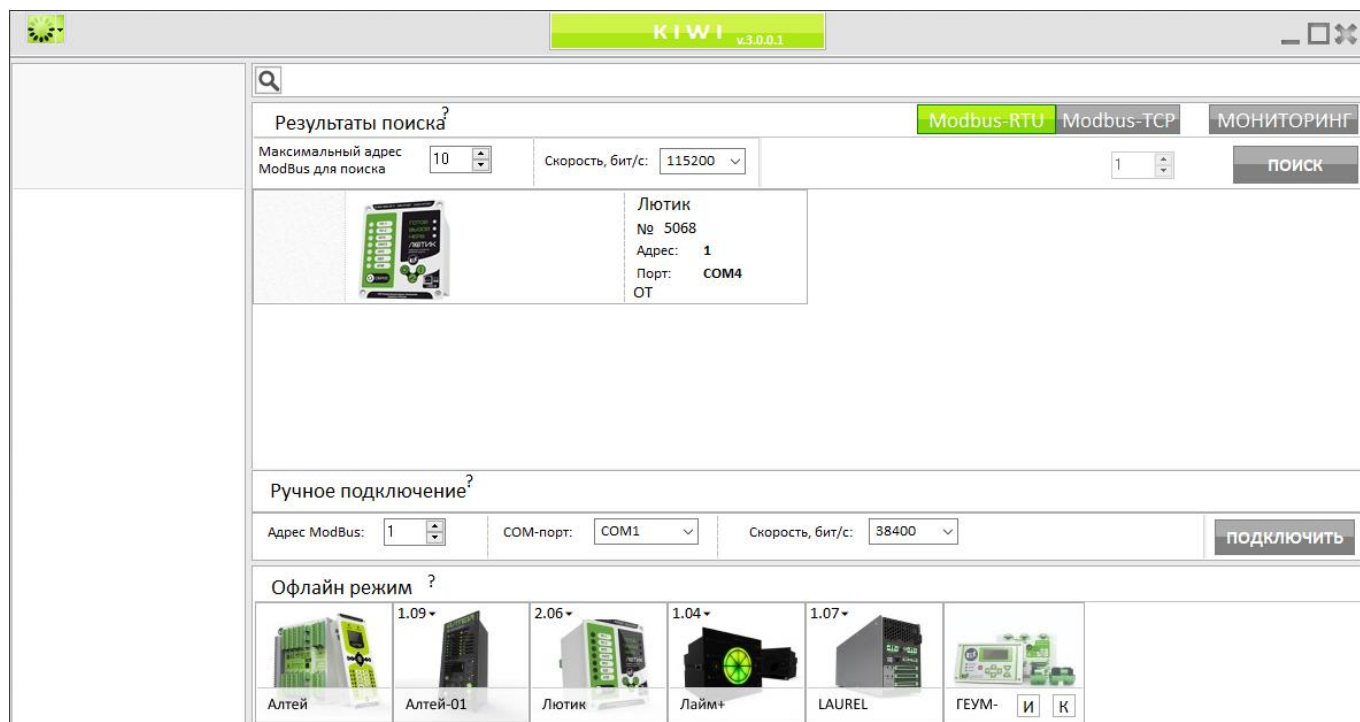 KIWI v.3.0.0.1
Результаты поиска?
Modbus-RTU Modbus-TCP МОНИТОРИНГ
Максимальный адрес
ModBus для поиска
10
Скорость, бит/с: 115200
1
ПОИСК
Лютик
№ 5068
Адрес: 1
Порт: COM4
ОТ
ЛЮТИК
Ручное подключение?
Адрес ModBus: 1
COM-порт: COM1
Скорость, бит/с: 38400
ПОДКЛЮЧИТЬ
Офлайн режим ?
1.09 2.06 1.04 1.07
Алтей Алтей-01 Лютик Лайм+ LAUREL ГЕУМ- И К